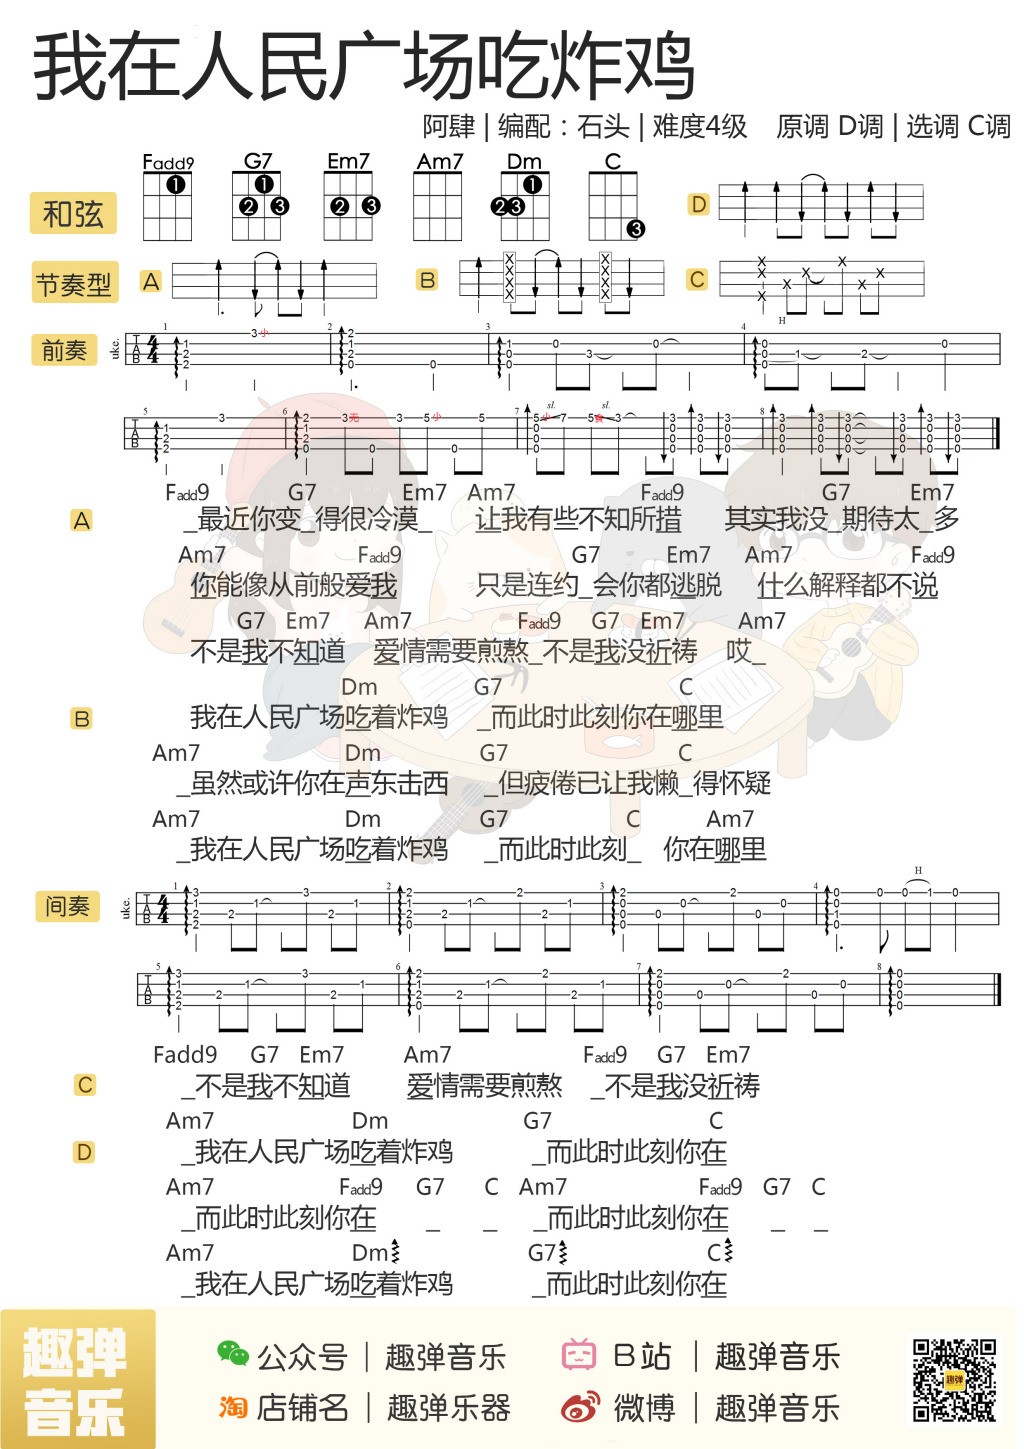 我在人民广场吃炸鸡
阿肆 | 编配：石头 | 难度4级 原调 D调 | 选调 C调
和弦 Fadd9 G7 Em7 Am7 Dm C D
节奏型 A B C
前奏
A
Fadd9 G7 Em7 Am7 Fadd9 G7 Em7
_最近你变_得很冷漠_ 让我有些不知所措 其实我没_期待太_多
Am7 Fadd9 G7 Em7 Am7 Fadd9
你能像从前般爱我 只是连约_会你都逃脱 什么解释都不说
G7 Em7 Am7 Fadd9 G7 Em7 Am7
不是我不知道 爱情需要煎熬_不是我没祈祷 哎_
B
Dm G7 C
我在人民广场吃着炸鸡 _而此时此刻你在哪里
Am7 Dm G7 C
_虽然或许你在声东击西 _但疲倦已让我懒_得怀疑
Am7 Dm G7 C Am7
_我在人民广场吃着炸鸡 _而此时此刻_ 你在哪里
间奏
C
Fadd9 G7 Em7 Am7 Fadd9 G7 Em7
_不是我不知道 爱情需要煎熬 _不是我没祈祷
D
Am7 Dm G7 C
_我在人民广场吃着炸鸡 _而此时此刻你在
Am7 Fadd9 G7 C Am7 Fadd9 G7 C
_而此时此刻你在 _ _ _而此时此刻你在 _ _
Am7 Dm G7 C
_我在人民广场吃着炸鸡 _而此时此刻你在
趣弹音乐
公众号 | 趣弹音乐 B站 | 趣弹音乐
淘 店铺名 | 趣弹乐器 微博 | 趣弹音乐
趣弹